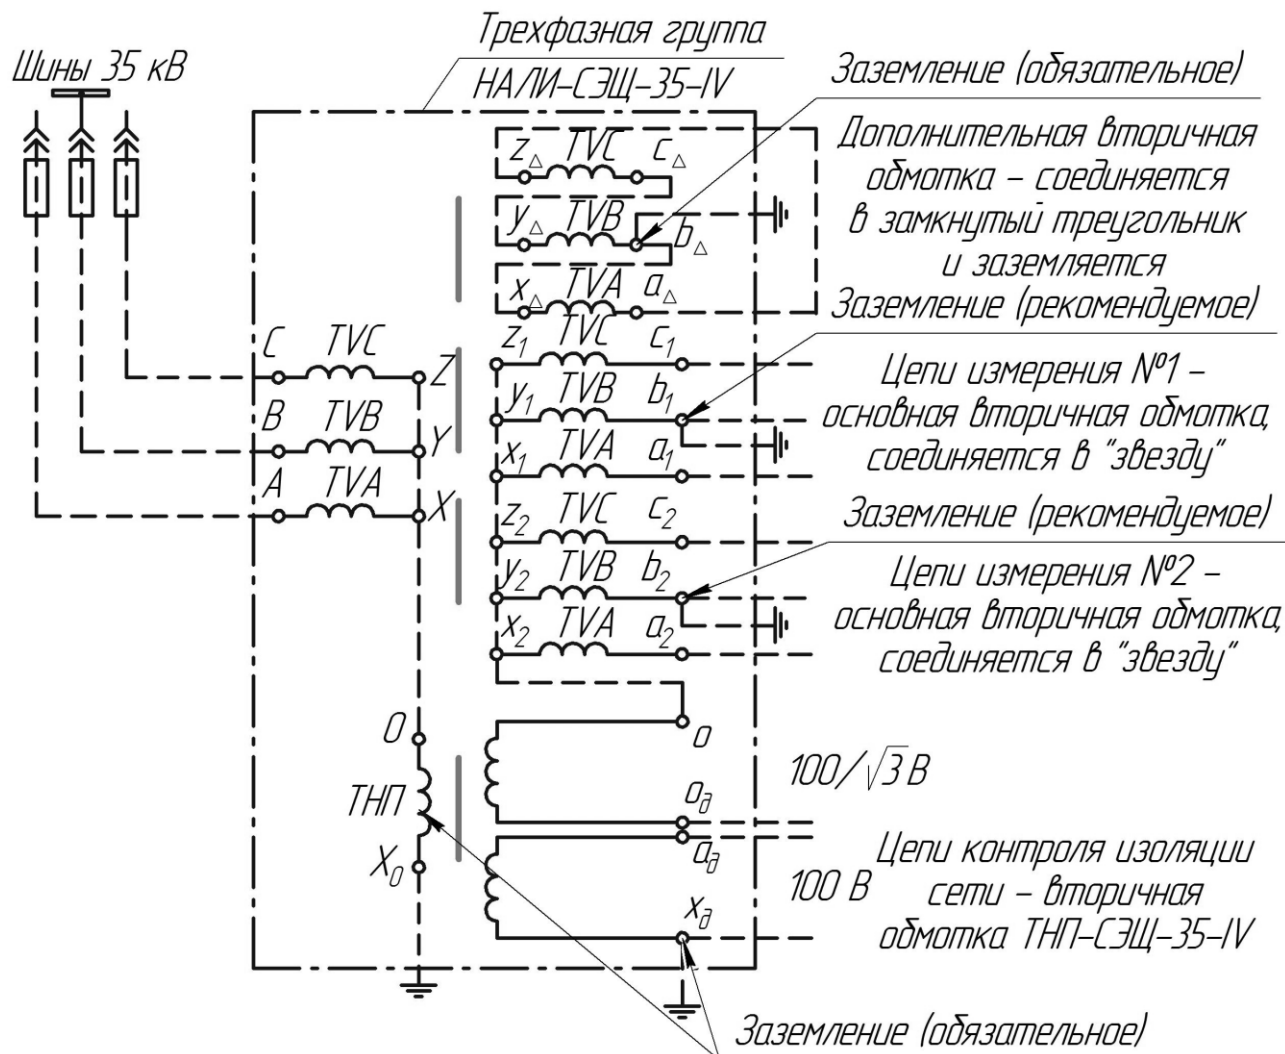 Трехфазная группа
НАЛИ-СЭЩ-35-IV
Шины 35 кВ
Заземление (обязательное)
Дополнительная вторичная
обмотка - соединяется
в замкнутый треугольник
и заземляется
z△ TVC c△
y△ TVB b△
x△ TVA a△
Заземление (рекомендуемое)
z1 TVC c1
y1 TVB b1
x1 TVA a1
Цепи измерения №1 -
основная вторичная обмотка,
соединяется в "звезду"
C TVC Z
B TVB Y
A TVA X
Заземление (рекомендуемое)
z2 TVC c2
y2 TVB b2
x2 TVA a2
Цепи измерения №2 -
основная вторичная обмотка,
соединяется в "звезду"
O
ТНП
X0
o
100/√3 В
oд
aд
100 В
xд
Цепи контроля изоляции
сети - вторичная
обмотка ТНП-СЭЩ-35-IV
Заземление (обязательное)